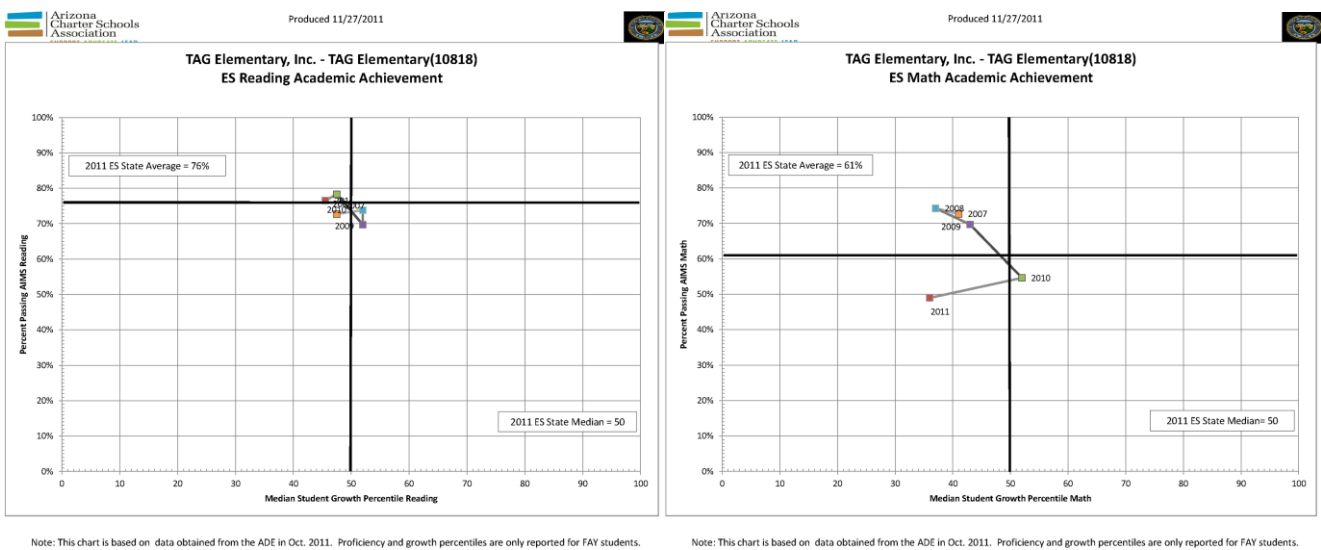 Arizona
Charter Schools
Association
Produced 11/27/2011
TAG Elementary, Inc. - TAG Elementary(10818)
ES Reading Academic Achievement
100%
90%
80%
70%
60%
50%
40%
30%
20%
10%
0%
Percent Passing AIMS Reading
2011 ES State Average = 76%
2010
2009
2011 ES State Median = 50
0 10 20 30 40 50 60 70 80 90 100
Median Student Growth Percentile Reading
Note: This chart is based on data obtained from the ADE in Oct. 2011. Proficiency and growth percentiles are only reported for FAY students.
Arizona
Charter Schools
Association
Produced 11/27/2011
TAG Elementary, Inc. - TAG Elementary(10818)
ES Math Academic Achievement
100%
90%
80%
70%
60%
50%
40%
30%
20%
10%
0%
Percent Passing AIMS Math
2011 ES State Average = 61%
2008
2007
2009
2010
2011
2011 ES State Median= 50
0 10 20 30 40 50 60 70 80 90 100
Median Student Growth Percentile Math
Note: This chart is based on data obtained from the ADE in Oct. 2011. Proficiency and growth percentiles are only reported for FAY students.